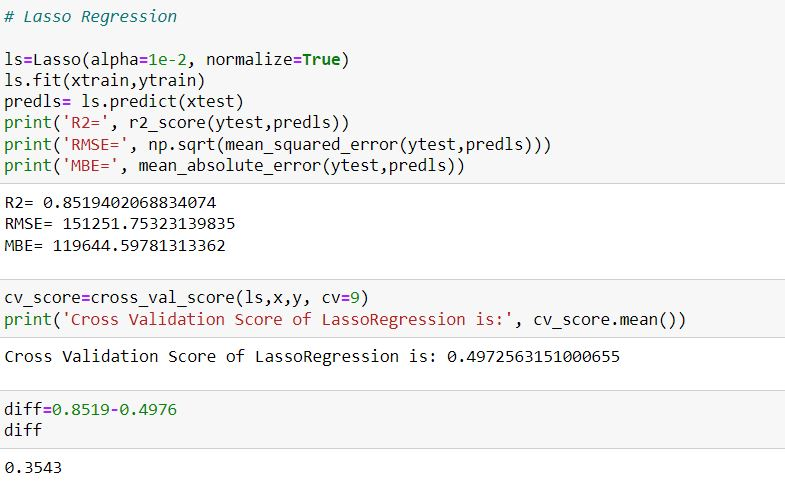 # Lasso Regression
ls=Lasso(alpha=1e-2, normalize=True)
ls.fit(xtrain,ytrain)
predls= ls.predict(xtest)
print('R2=', r2_score(ytest,predls))
print('RMSE=', np.sqrt(mean_squared_error(ytest,predls)))
print('MBE=', mean_absolute_error(ytest,predls))
R2= 0.8519402068834074
RMSE= 151251.75323139835
MBE= 119644.59781313362
cv_score=cross_val_score(ls,x,y, cv=9)
print('Cross Validation Score of LassoRegression is:', cv_score.mean())
Cross Validation Score of LassoRegression is: 0.4972563151000655
diff=0.8519-0.4976
diff
0.3543